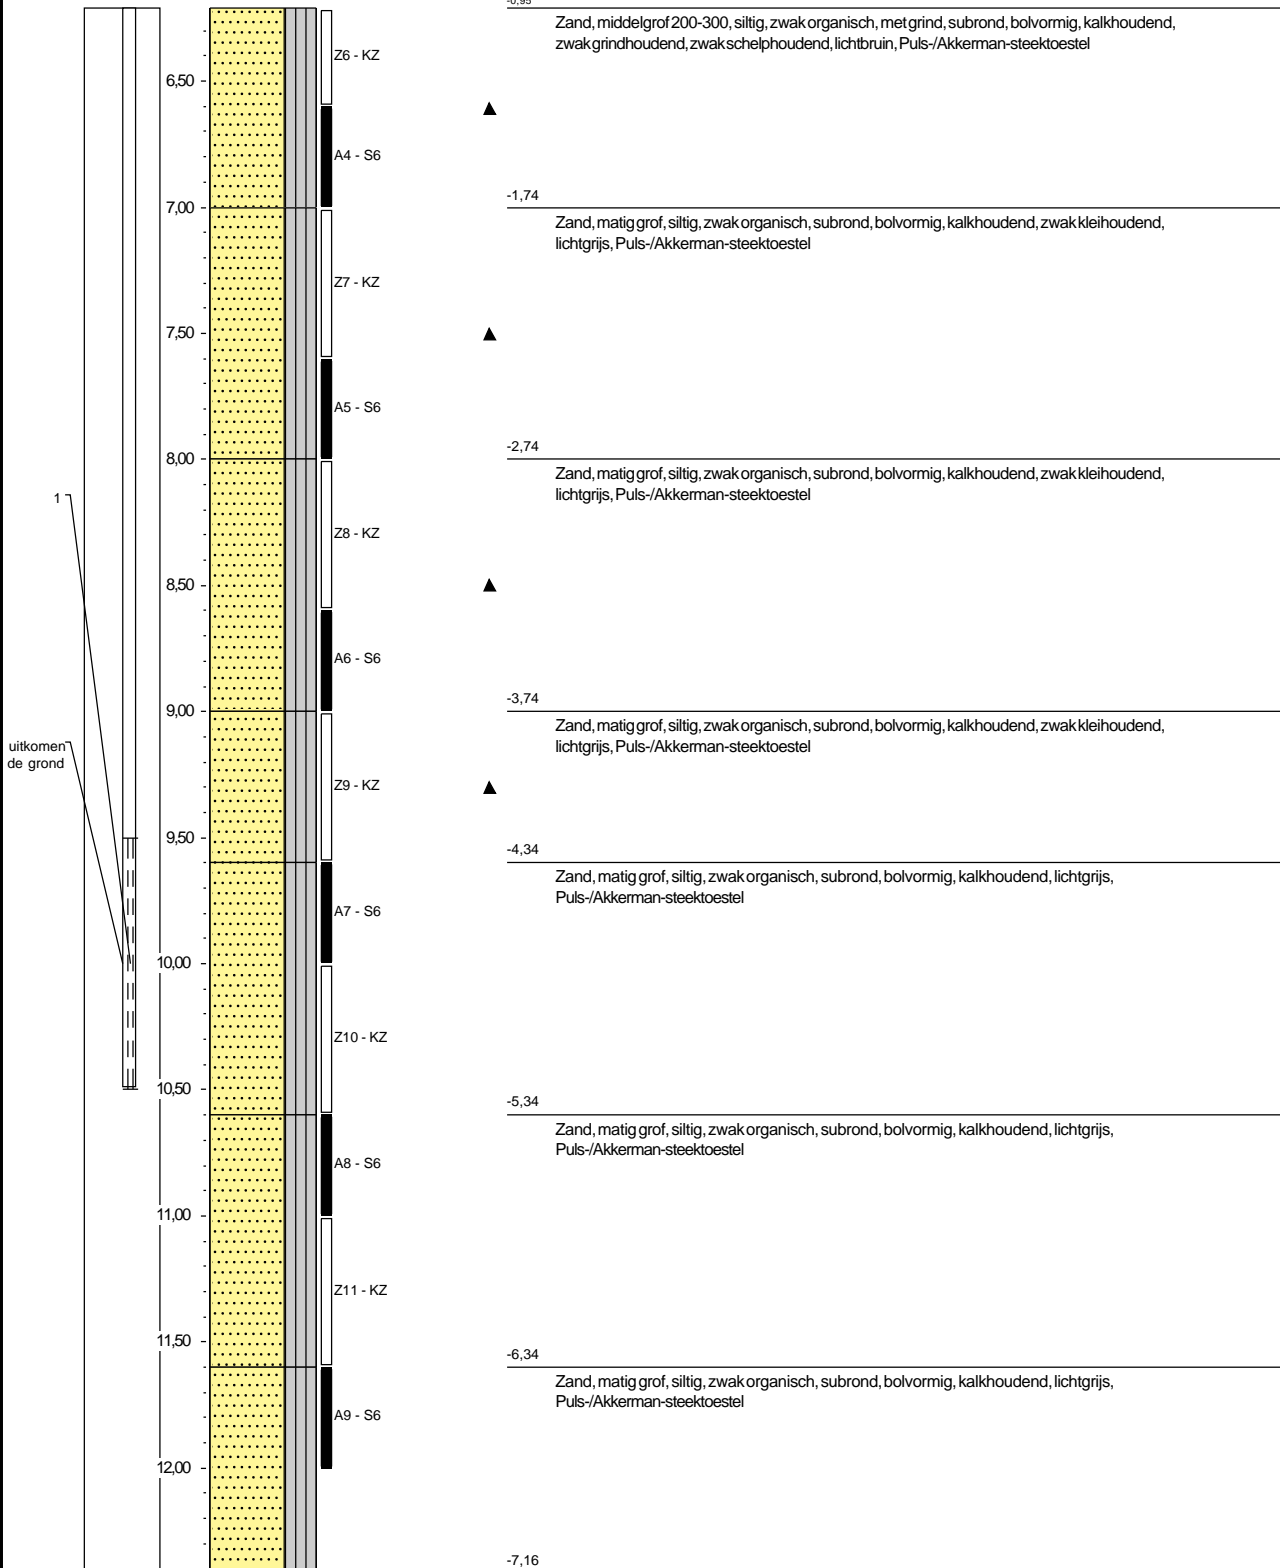 -0,95
Zand, middelgrof 200-300, siltig, zwak organisch, met grind, subrond, bolvormig, kalkhoudend,
zwak grindhoudend, zwak schelphoudend, lichtbruin, Puls-/Akkerman-steektoestel
Z6 - KZ
6,50
A4 - S6
-1,74
7,00
Zand, matig grof, siltig, zwak organisch, subrond, bolvormig, kalkhoudend, zwak kleihoudend,
lichtgrijs, Puls-/Akkerman-steektoestel
Z7 - KZ
7,50
A5 - S6
-2,74
8,00
Zand, matig grof, siltig, zwak organisch, subrond, bolvormig, kalkhoudend, zwak kleihoudend,
lichtgrijs, Puls-/Akkerman-steektoestel
1
Z8 - KZ
8,50
A6 - S6
-3,74
9,00
Zand, matig grof, siltig, zwak organisch, subrond, bolvormig, kalkhoudend, zwak kleihoudend,
lichtgrijs, Puls-/Akkerman-steektoestel
uitkomen
de grond
Z9 - KZ
9,50
-4,34
Zand, matig grof, siltig, zwak organisch, subrond, bolvormig, kalkhoudend, lichtgrijs,
Puls-/Akkerman-steektoestel
A7 - S6
10,00
Z10 - KZ
10,50
-5,34
Zand, matig grof, siltig, zwak organisch, subrond, bolvormig, kalkhoudend, lichtgrijs,
Puls-/Akkerman-steektoestel
A8 - S6
11,00
Z11 - KZ
11,50
-6,34
Zand, matig grof, siltig, zwak organisch, subrond, bolvormig, kalkhoudend, lichtgrijs,
Puls-/Akkerman-steektoestel
A9 - S6
12,00
-7,16